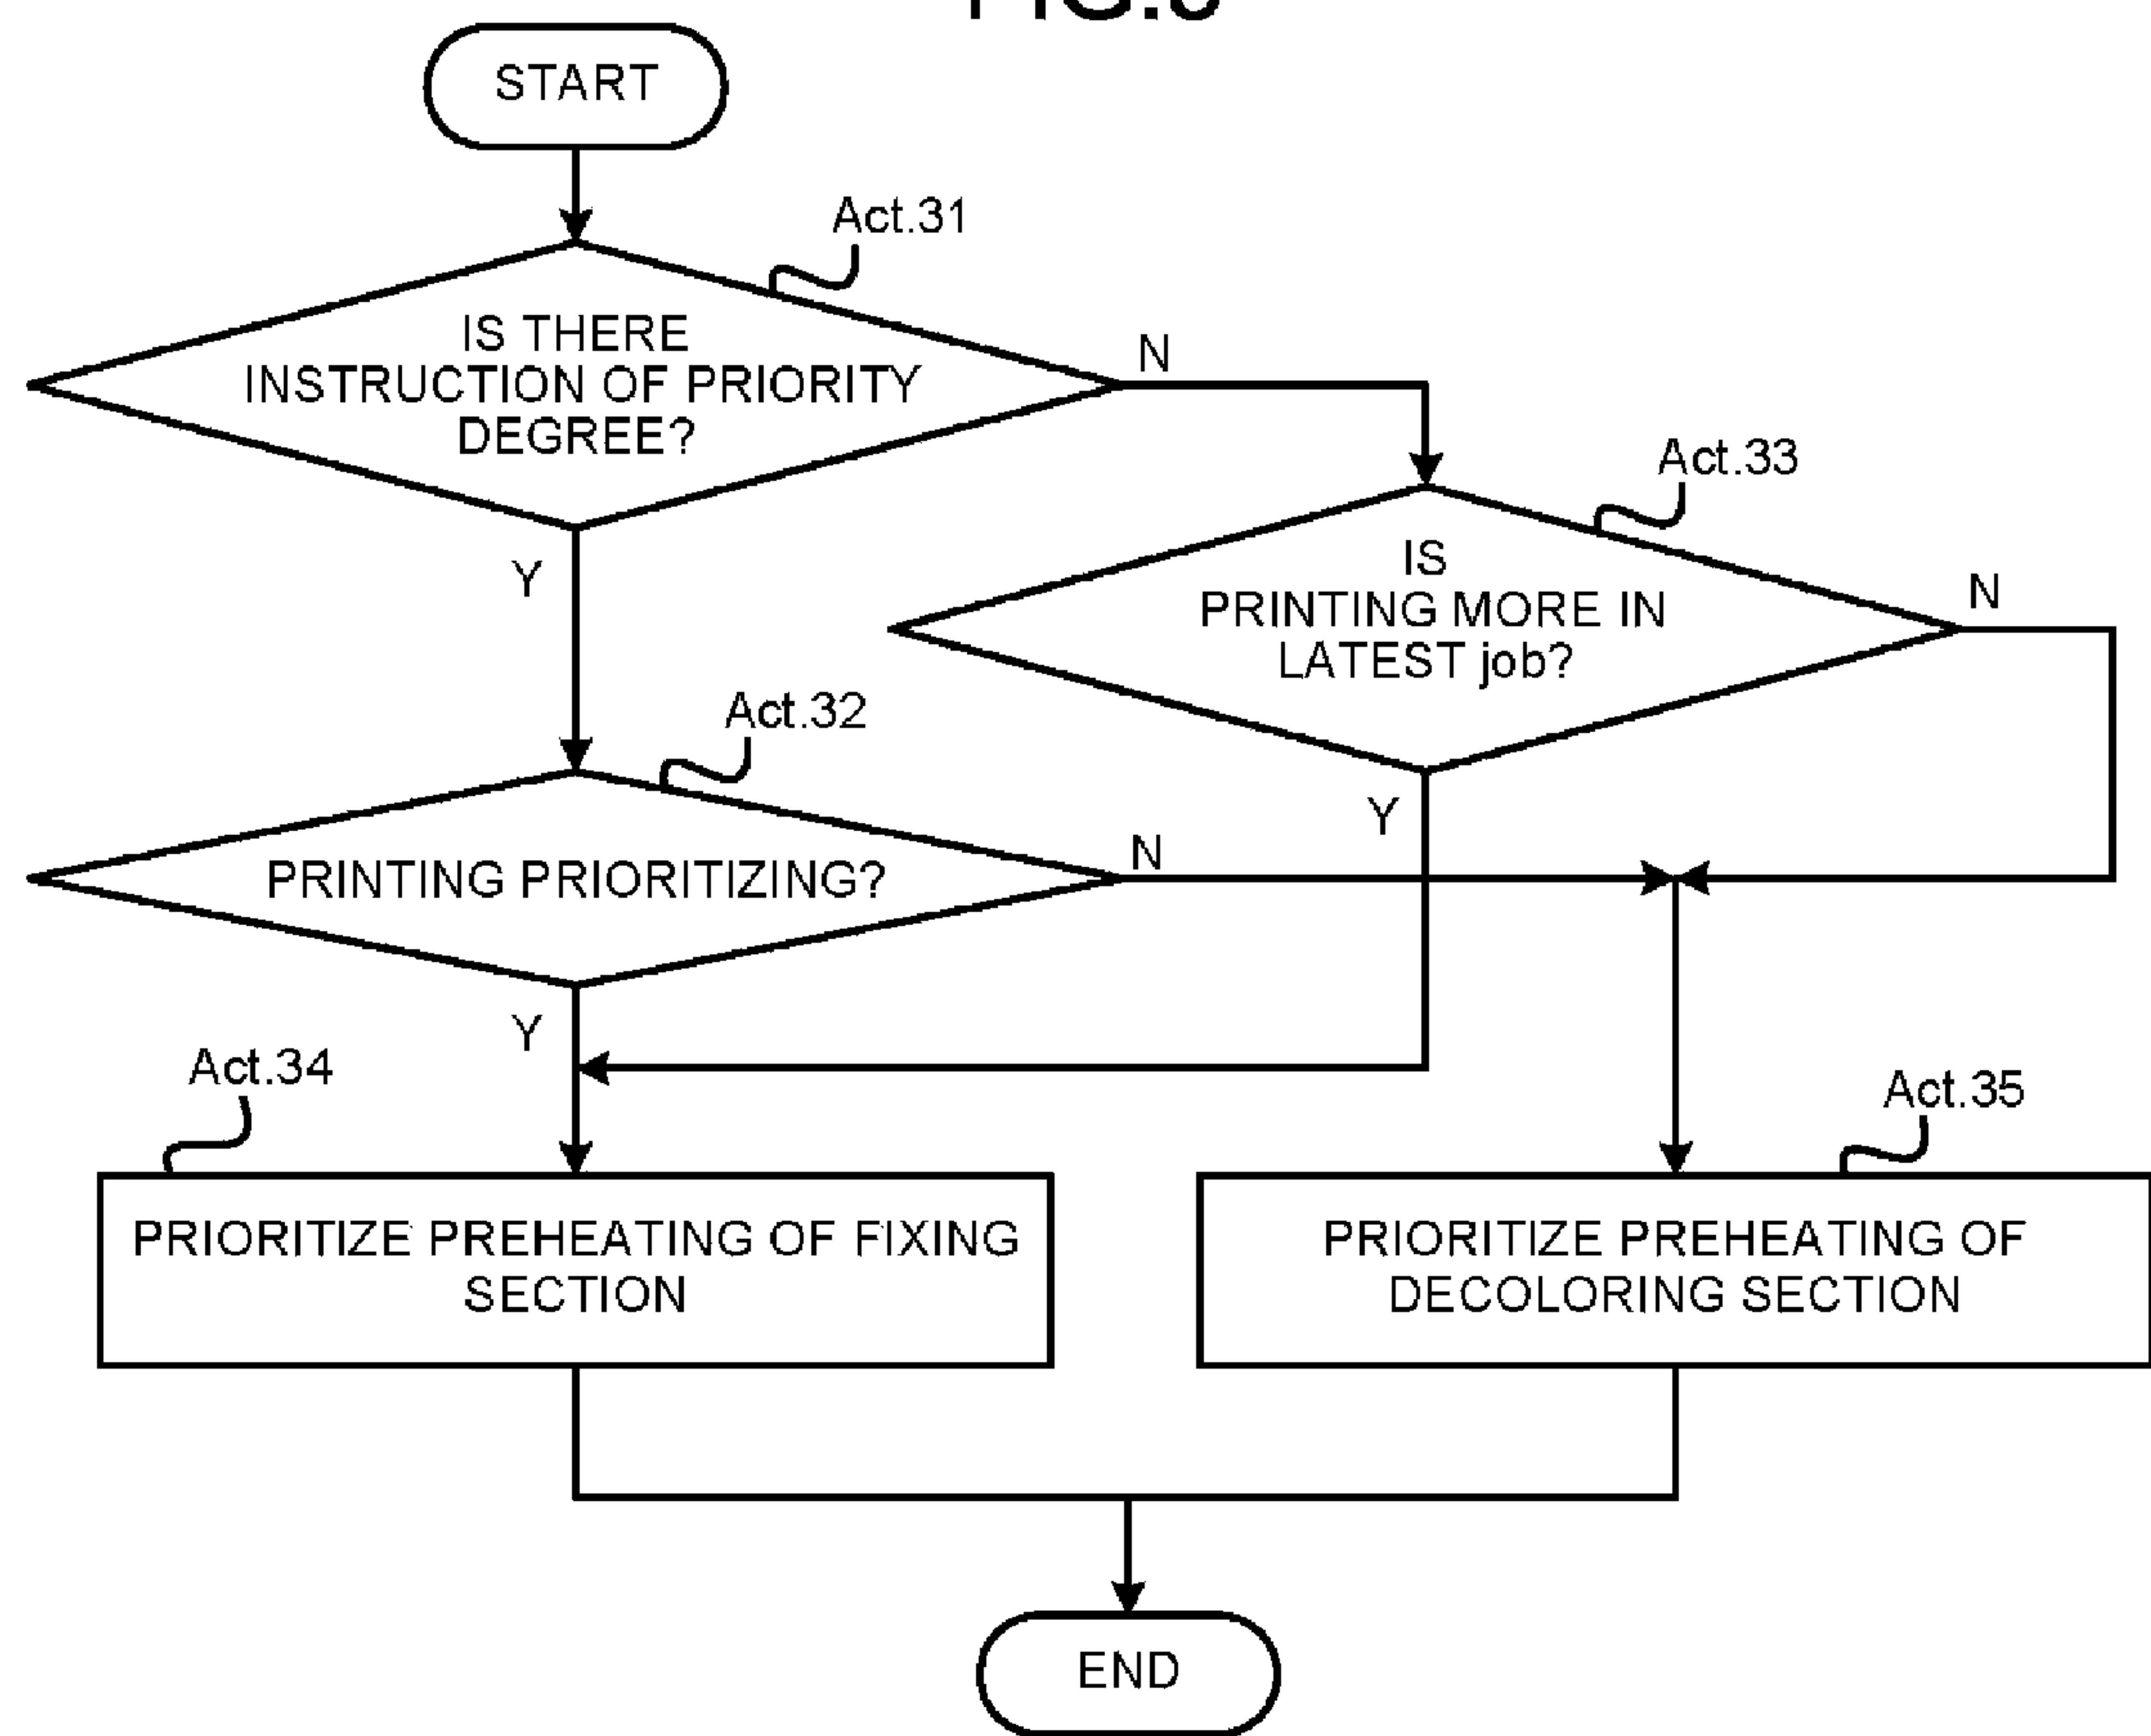 START
Act.31
IS THERE
INSTRUCTION OF PRIORITY
DEGREE?
N
Y
Act.33
IS
PRINTING MORE IN
LATEST job?
N
Y
Act.32
PRINTING PRIORITIZING?
N
Y
Act.34
PRIORITIZE PREHEATING OF FIXING
SECTION
Act.35
PRIORITIZE PREHEATING OF
DECOLORING SECTION
END